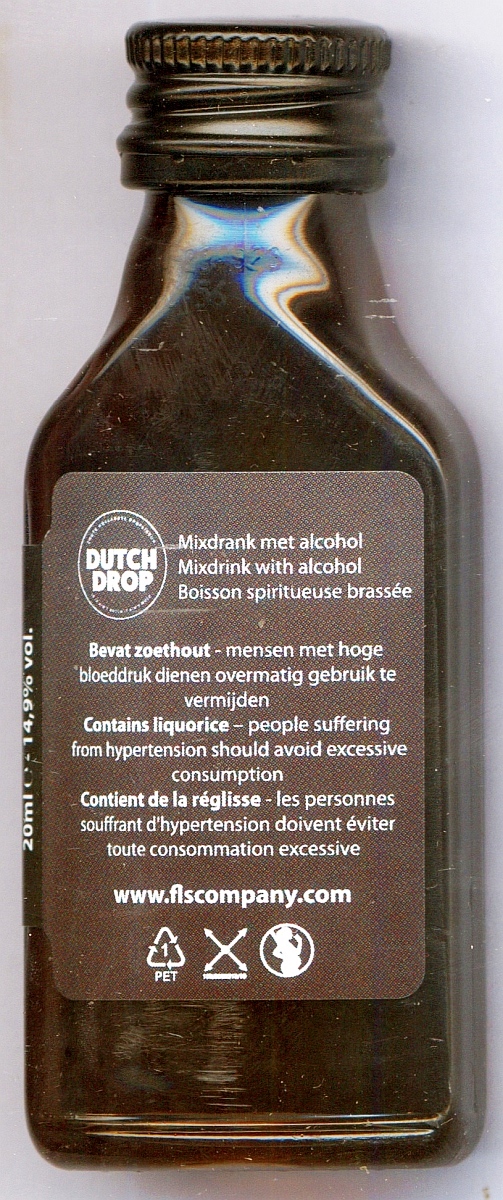 DUTCH
DROP
Mixdrank met alcohol
Mixdrink with alcohol
Boisson spiritueuse brassée
Bevat zoethout - mensen met hoge
bloeddruk dienen overmatig gebruik te
vermijden
Contains liquorice – people suffering
from hypertension should avoid excessive
consumption
Contient de la réglisse - les personnes
souffrant d'hypertension doivent éviter
toute consommation excessive
www.flscompany.com
1
PET
20ml ℮ - 14,9% vol.